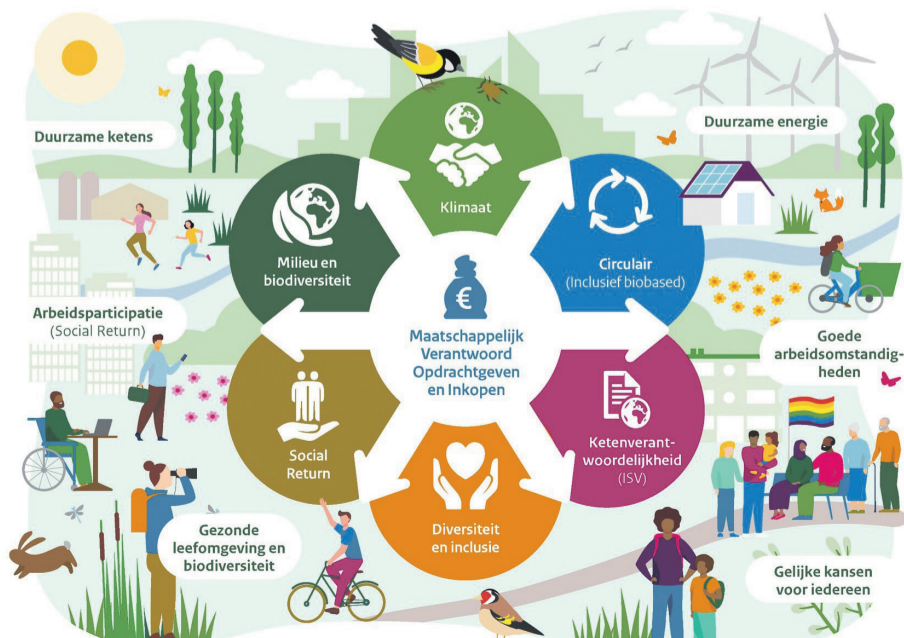 Duurzame ketens
Duurzame energie
Klimaat
Milieu en
biodiversiteit
Circulair
(Inclusief biobased)
Arbeidsparticipatie
(Social Return)
€
Maatschappelijk
Verantwoord
Opdrachtgeven
en Inkopen
Goede
arbeidsomstandig-
heden
Social
Return
Ketenverant-
woordelijkheid
(ISV)
Diversiteit
en inclusie
Gezonde
leefomgeving en
biodiversiteit
Gelijke kansen
voor iedereen